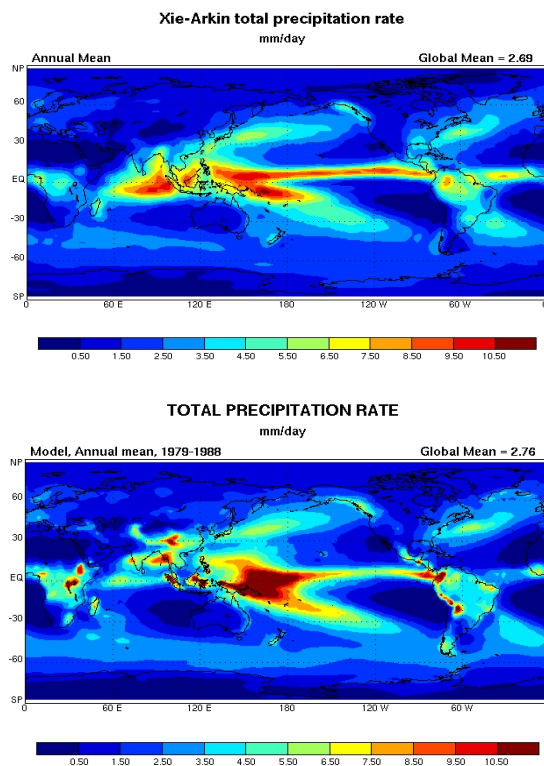 Xie-Arkin total precipitation rate
mm/day
Annual Mean Global Mean = 2.69
NP
60
30
EQ
-30
-60
SP
0 60 E 120 E 180 120 W 60 W 0
0.50 1.50 2.50 3.50 4.50 5.50 6.50 7.50 8.50 9.50 10.50
TOTAL PRECIPITATION RATE
mm/day
Model, Annual mean, 1979-1988 Global Mean = 2.76
NP
60
30
EQ
-30
-60
SP
0 60 E 120 E 180 120 W 60 W
0.50 1.50 2.50 3.50 4.50 5.50 6.50 7.50 8.50 9.50 10.50